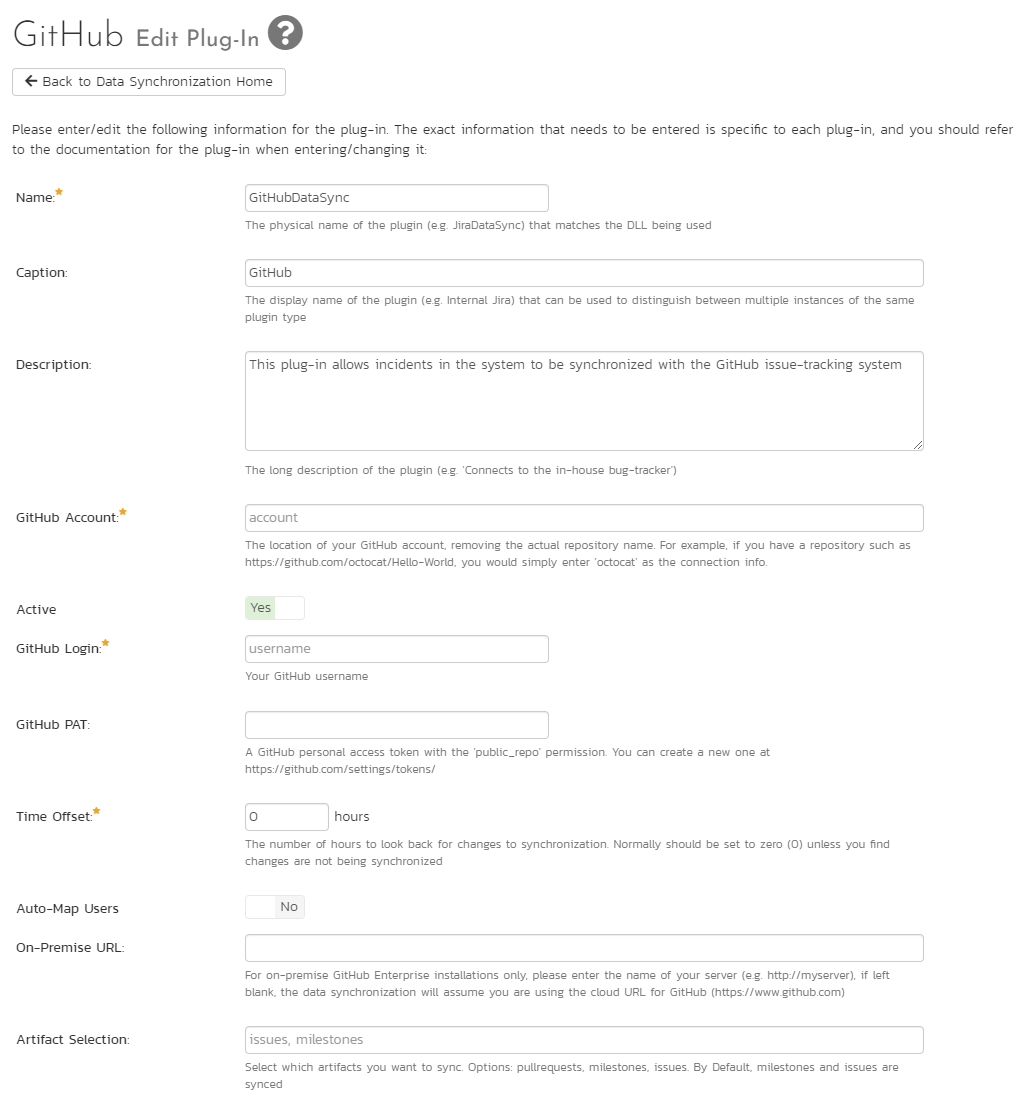 GitHub Edit Plug-In ?
← Back to Data Synchronization Home
Please enter/edit the following information for the plug-in. The exact information that needs to be entered is specific to each plug-in, and you should refer
to the documentation for the plug-in when entering/changing it:
Name:* GitHubDataSync
The physical name of the plugin (e.g. JiraDataSync) that matches the DLL being used
Caption: GitHub
The display name of the plugin (e.g. Internal Jira) that can be used to distinguish between multiple instances of the same
plugin type
Description: This plug-in allows incidents in the system to be synchronized with the GitHub issue-tracking system
The long description of the plugin (e.g. 'Connects to the in-house bug-tracker')
GitHub Account:* account
The location of your GitHub account, removing the actual repository name. For example, if you have a repository such as
https://github.com/octocat/Hello-World, you would simply enter 'octocat' as the connection info.
Active Yes
GitHub Login:* username
Your GitHub username
GitHub PAT:
A GitHub personal access token with the 'public_repo' permission. You can create a new one at
https://github.com/settings/tokens/
Time Offset:* 0 hours
The number of hours to look back for changes to synchronization. Normally should be set to zero (0) unless you find
changes are not being synchronized
Auto-Map Users No
On-Premise URL:
For on-premise GitHub Enterprise installations only, please enter the name of your server (e.g. http://myserver), if left
blank, the data synchronization will assume you are using the cloud URL for GitHub (https://www.github.com)
Artifact Selection: issues, milestones
Select which artifacts you want to sync. Options: pullrequests, milestones, issues. By Default, milestones and issues are
synced